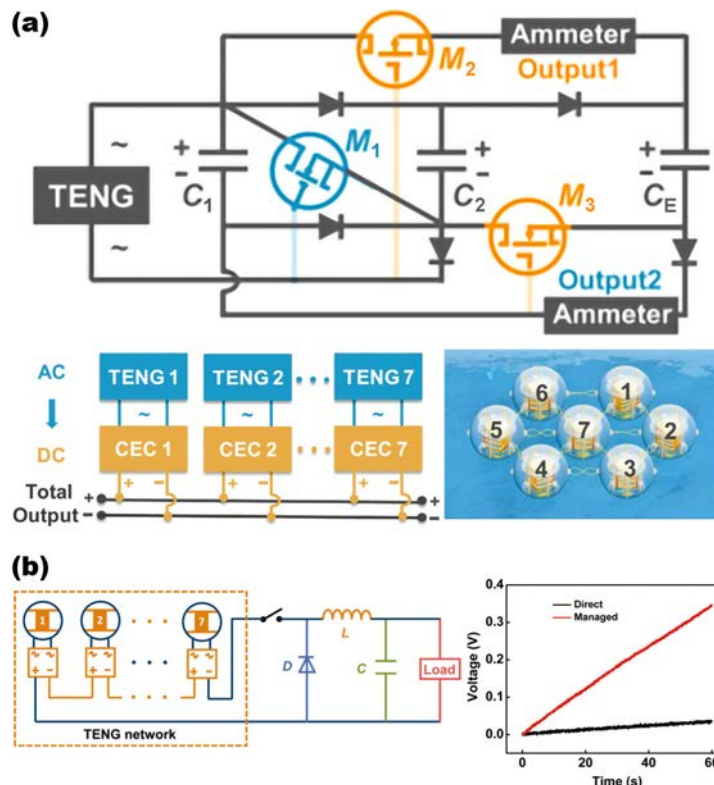 (a)
M2
Ammeter
Output1
~
+
M1
+
+
-
-
-
TENG
C1
C2
M3
CE
~
Output2
Ammeter
AC
TENG 1
TENG 2
TENG 7
~
~
~
DC
CEC 1
CEC 2
CEC 7
+ -
+ -
+ -
Total
+
+
Output
-
-
6
1
5
7
2
4
3
(b)
1
2
7
~ ~
~ ~
~ ~
+ -
+ -
+ -
TENG network
L
D
C
Load
Voltage (V)
0.4
0.3
0.2
0.1
0.0
Direct
Managed
0
20
40
60
Time (s)